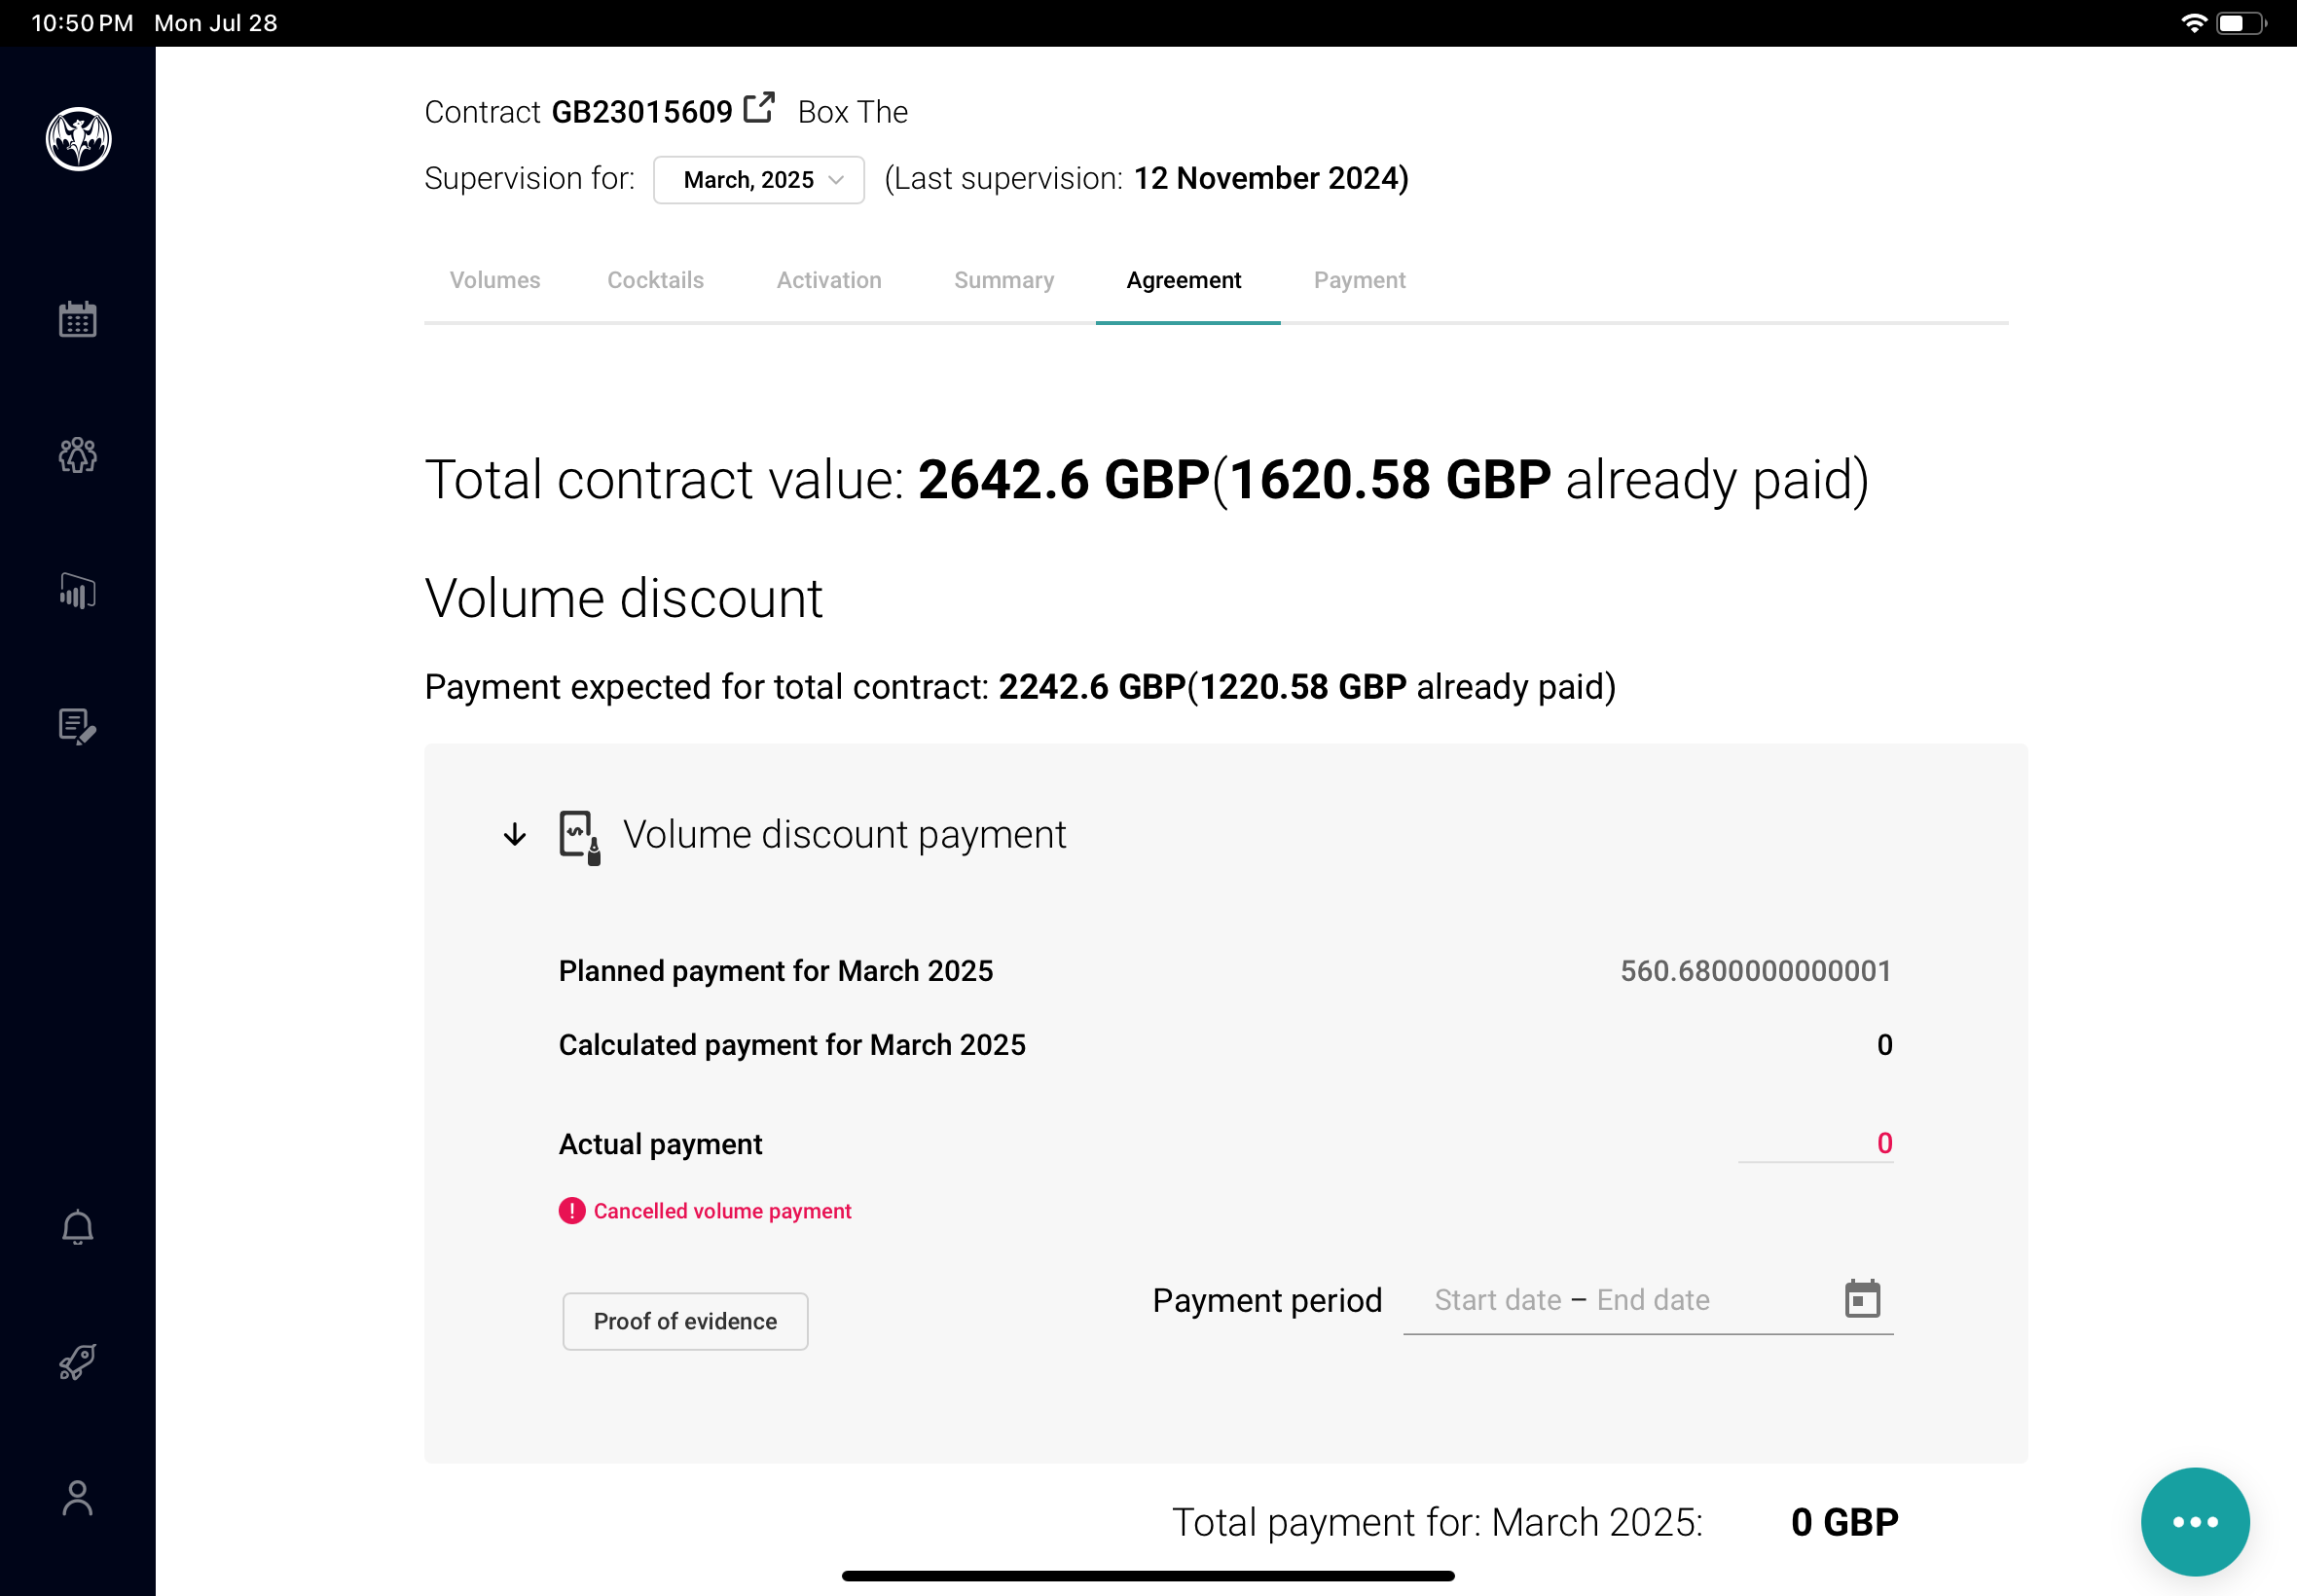 10:50 PM Mon Jul 28
Contract GB23015609 Box The
Supervision for: March, 2025 (Last supervision: 12 November 2024)
Volumes Cocktails Activation Summary Agreement Payment
Total contract value: 2642.6 GBP(1620.58 GBP already paid)
Volume discount
Payment expected for total contract: 2242.6 GBP(1220.58 GBP already paid)
Volume discount payment
Planned payment for March 2025 560.6800000000001
Calculated payment for March 2025 0
Actual payment 0
Cancelled volume payment
Payment period Start date – End date
Proof of evidence
Total payment for: March 2025: 0 GBP